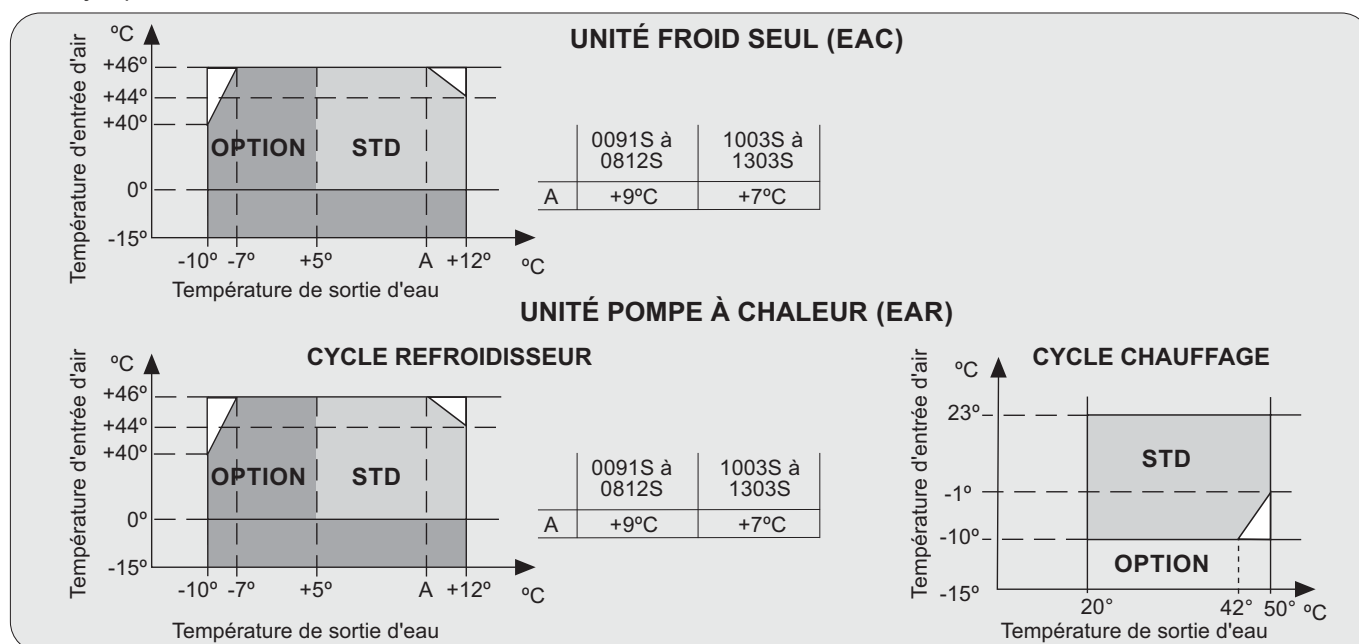 UNITÉ FROID SEUL (EAC)
ºC
Température d'entrée d'air
+46º
+44º
+40º
0º
-15º
OPTION STD
-10º -7º +5º A +12º ºC
Température de sortie d'eau
0091S à 0812S 1003S à 1303S
A +9ºC +7ºC
UNITÉ POMPE À CHALEUR (EAR)
CYCLE REFROIDISSEUR
ºC
Température d'entrée d'air
+46º
+44º
+40º
0º
-15º
OPTION STD
-10º -7º +5º A +12º ºC
Température de sortie d'eau
0091S à 0812S 1003S à 1303S
A +9ºC +7ºC
CYCLE CHAUFFAGE
ºC
Température d'entrée d'air
23º
-1º
-10º
-15º
STD
OPTION
20° 42° 50° ºC
Température de sortie d'eau